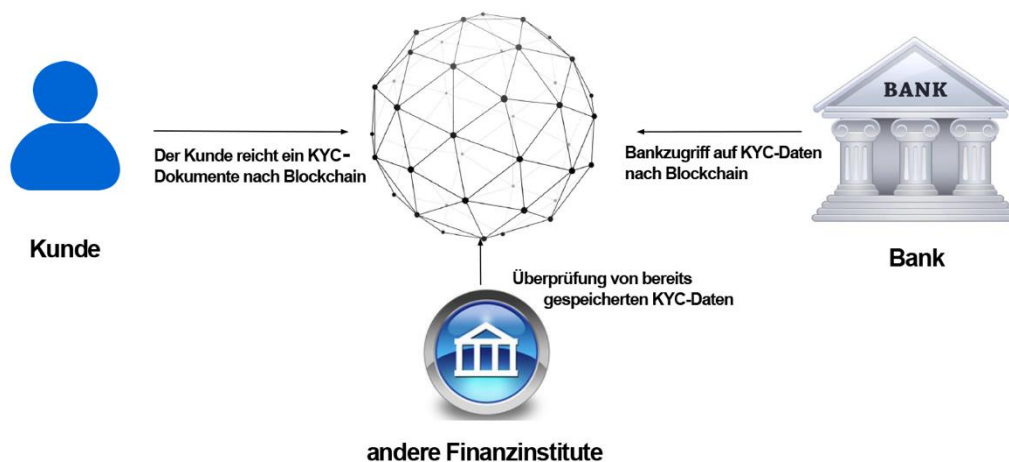 BANK
Der Kunde reicht ein KYC-
Dokumente nach Blockchain
Bankzugriff auf KYC-Daten
nach Blockchain
Kunde
Bank
Überprüfung von bereits
gespeicherten KYC-Daten
andere Finanzinstitute